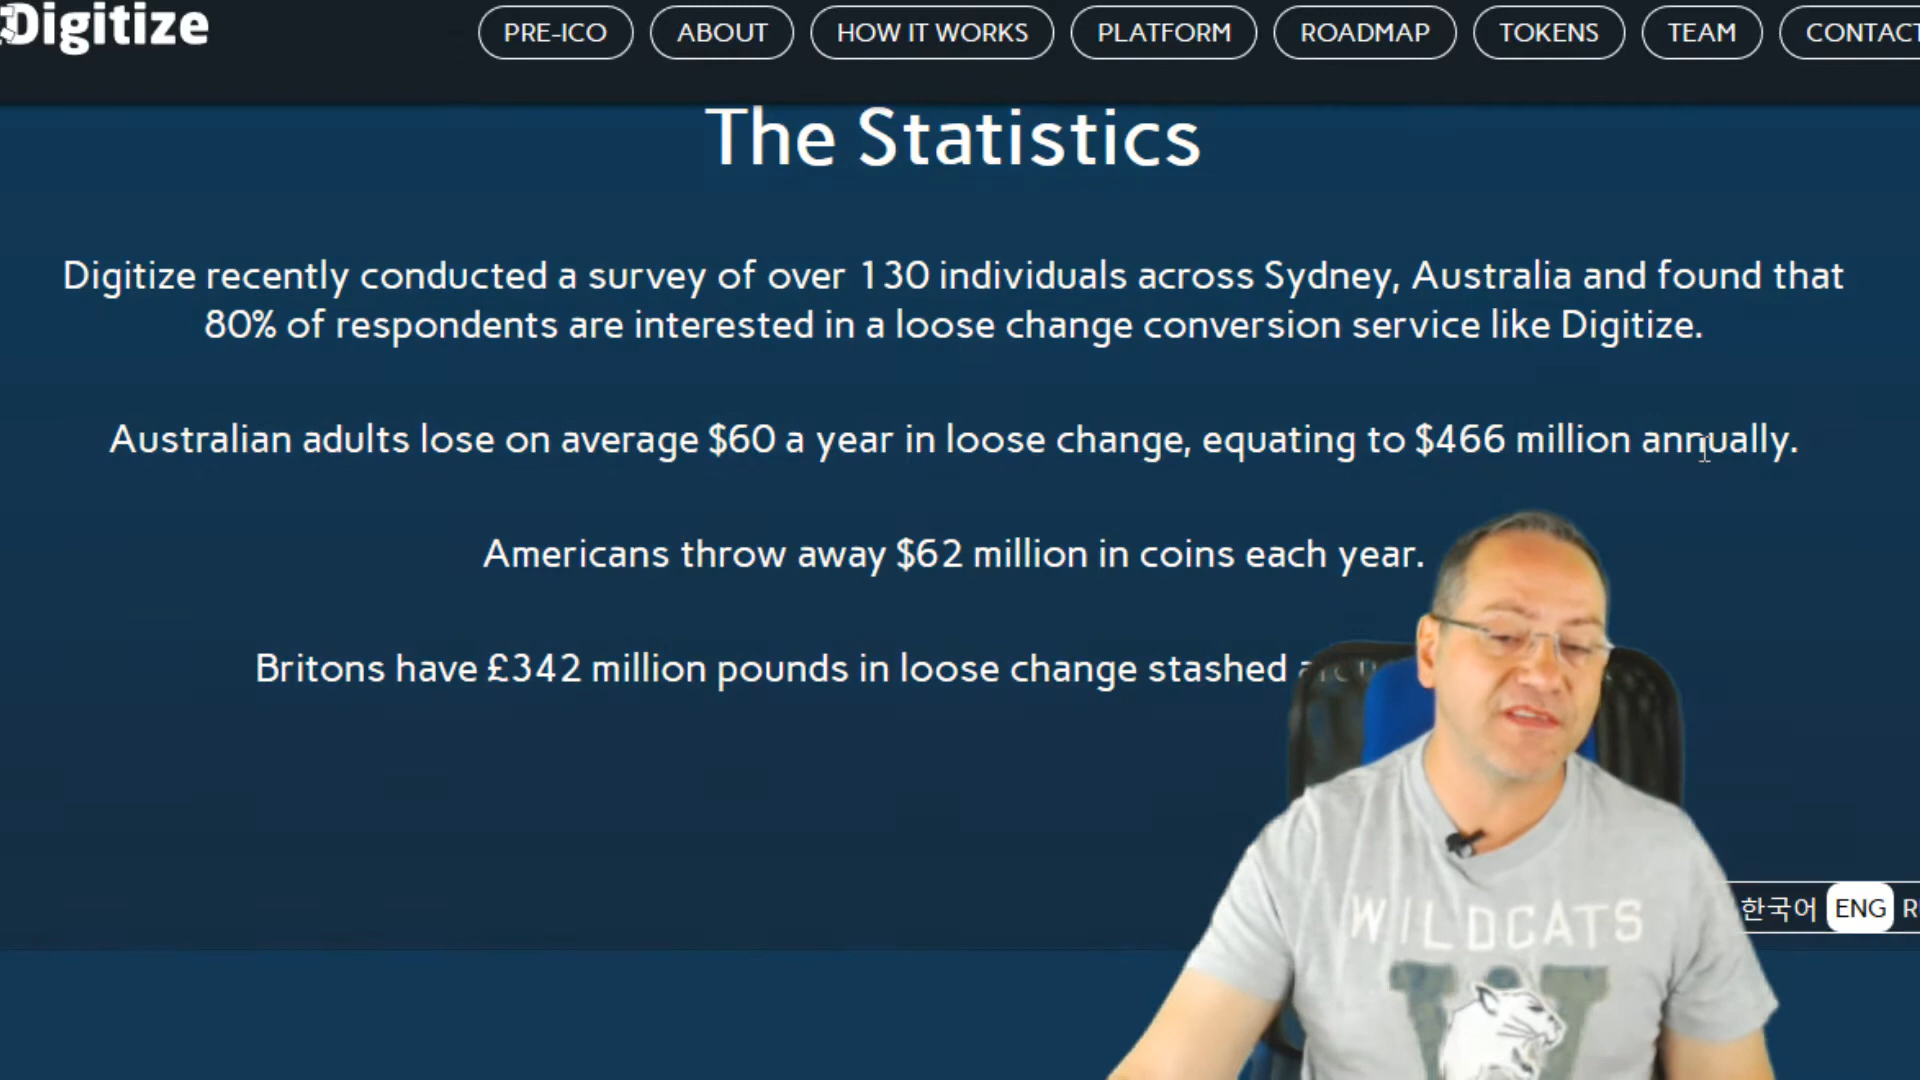 Digitize
PRE-ICO
ABOUT
HOW IT WORKS
PLATFORM
ROADMAP
TOKENS
TEAM
CONTACT
The Statistics
Digitize recently conducted a survey of over 130 individuals across Sydney, Australia and found that
80% of respondents are interested in a loose change conversion service like Digitize.
Australian adults lose on average $60 a year in loose change, equating to $466 million annually.
Americans throw away $62 million in coins each year.
Britons have £342 million pounds in loose change stashed
한국어 ENG
WILDCATS